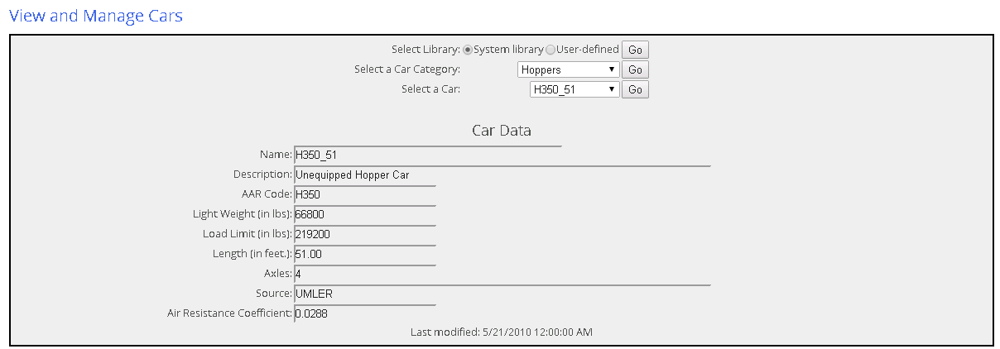 View and Manage Cars
Select Library: System library User-defined Go
Select a Car Category: Hoppers Go
Select a Car: H350_51 Go
Car Data
Name: H350_51
Description: Unequipped Hopper Car
AAR Code: H350
Light Weight (in lbs): 66800
Load Limit (in lbs): 219200
Length (in feet.): 51.00
Axles: 4
Source: UMLER
Air Resistance Coefficient: 0.0288
Last modified: 5/21/2010 12:00:00 AM